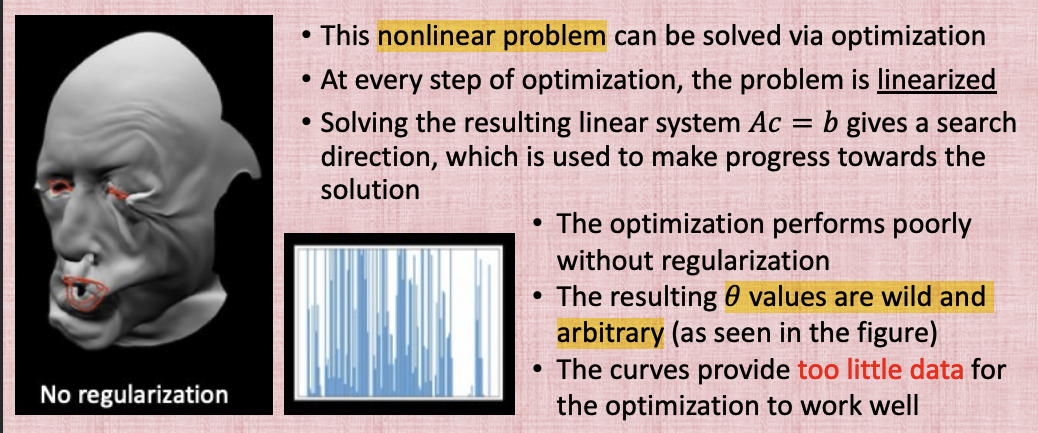 • This nonlinear problem can be solved via optimization
• At every step of optimization, the problem is linearized
• Solving the resulting linear system Ac = b gives a search
direction, which is used to make progress towards the
solution
• The optimization performs poorly
without regularization
• The resulting θ values are wild and
arbitrary (as seen in the figure)
• The curves provide too little data for
the optimization to work well
No regularization